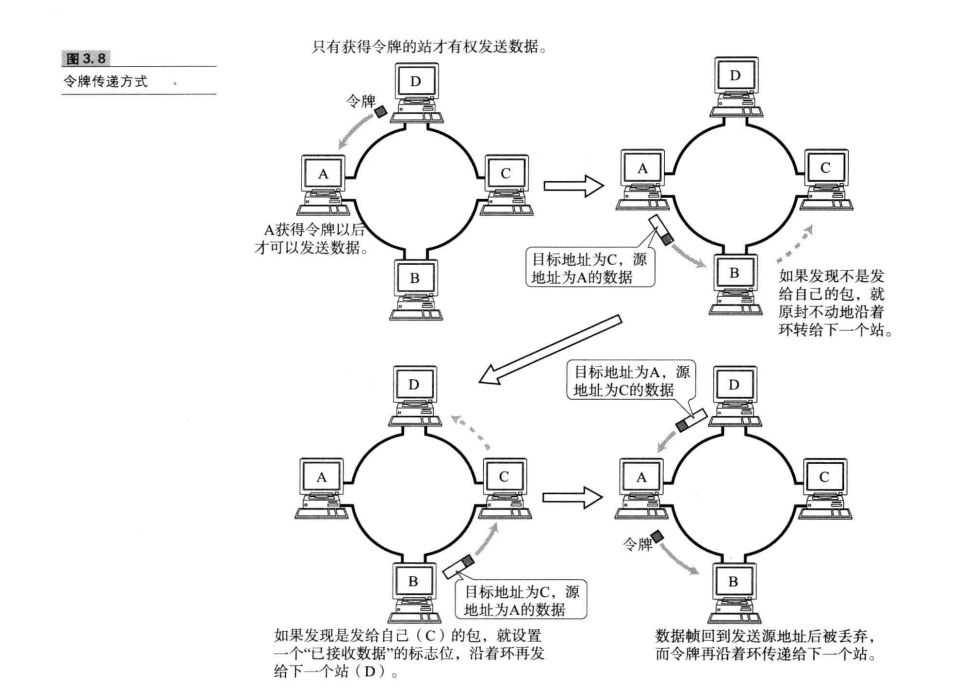 图3.8
令牌传递方式
只有获得令牌的站才有权发送数据。
D
令牌
A
C
A获得令牌以后
才可以发送数据。
B
D
A
C
目标地址为C，源
地址为A的数据
B
如果发现不是发
给自己的包，就
原封不动地沿着
环转给下一个站。
D
A
C
B
目标地址为C，源
地址为A的数据
如果发现是发给自己（C）的包，就设置
一个“已接收数据”的标志位，沿着环再发
给下一个站（D）。
目标地址为A，源
地址为C的数据
D
A
C
令牌
B
数据帧回到发送源地址后被丢弃，
而令牌再沿着环传递给下一个站。